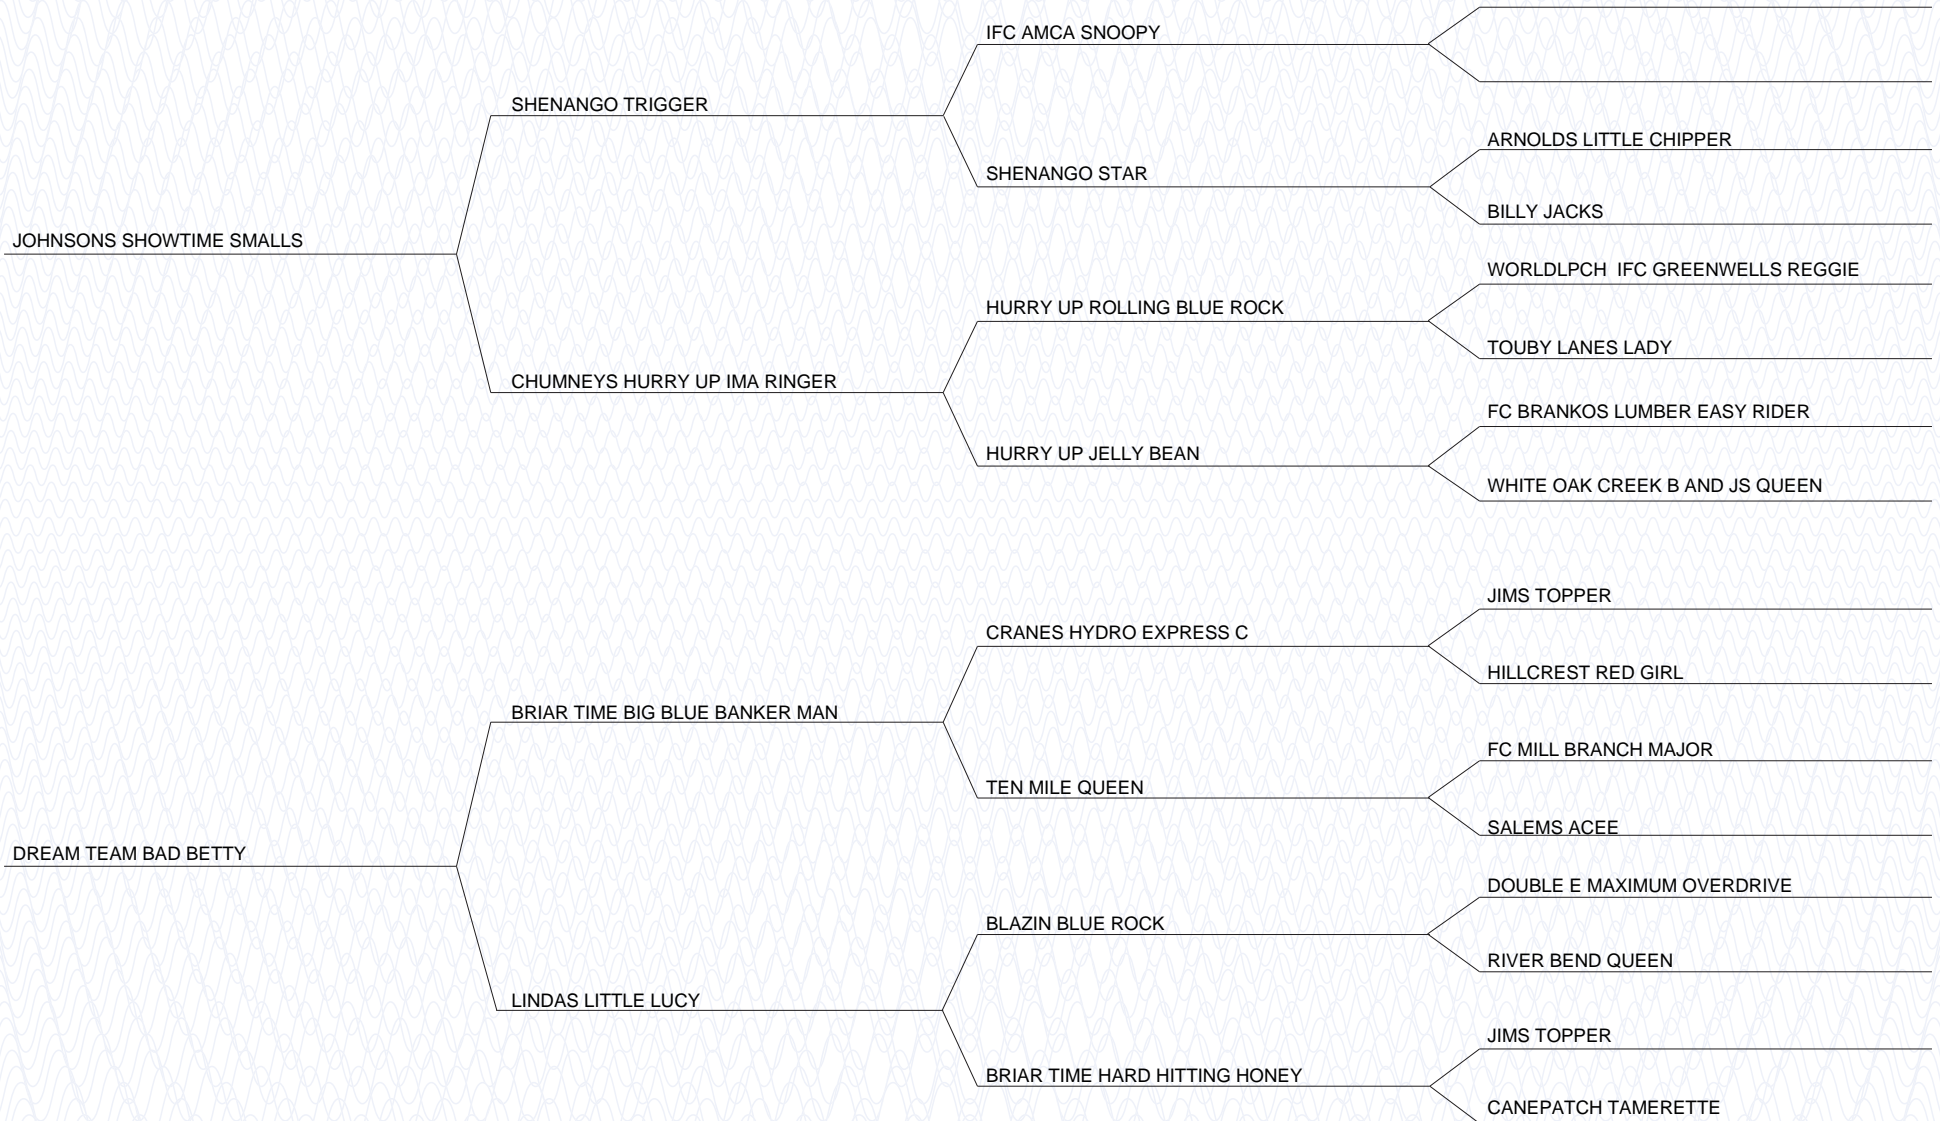 IFC AMCA SNOOPY
SHENANGO TRIGGER
ARNOLDS LITTLE CHIPPER
SHENANGO STAR
BILLY JACKS
JOHNSONS SHOWTIME SMALLS
WORLDLPCH  IFC GREENWELLS REGGIE
HURRY UP ROLLING BLUE ROCK
TOUBY LANES LADY
CHUMNEYS HURRY UP IMA RINGER
FC BRANKOS LUMBER EASY RIDER
HURRY UP JELLY BEAN
WHITE OAK CREEK B AND JS QUEEN
JIMS TOPPER
CRANES HYDRO EXPRESS C
HILLCREST RED GIRL
BRIAR TIME BIG BLUE BANKER MAN
FC MILL BRANCH MAJOR
TEN MILE QUEEN
SALEMS ACEE
DREAM TEAM BAD BETTY
DOUBLE E MAXIMUM OVERDRIVE
BLAZIN BLUE ROCK
RIVER BEND QUEEN
LINDAS LITTLE LUCY
JIMS TOPPER
BRIAR TIME HARD HITTING HONEY
CANEPATCH TAMERETTE